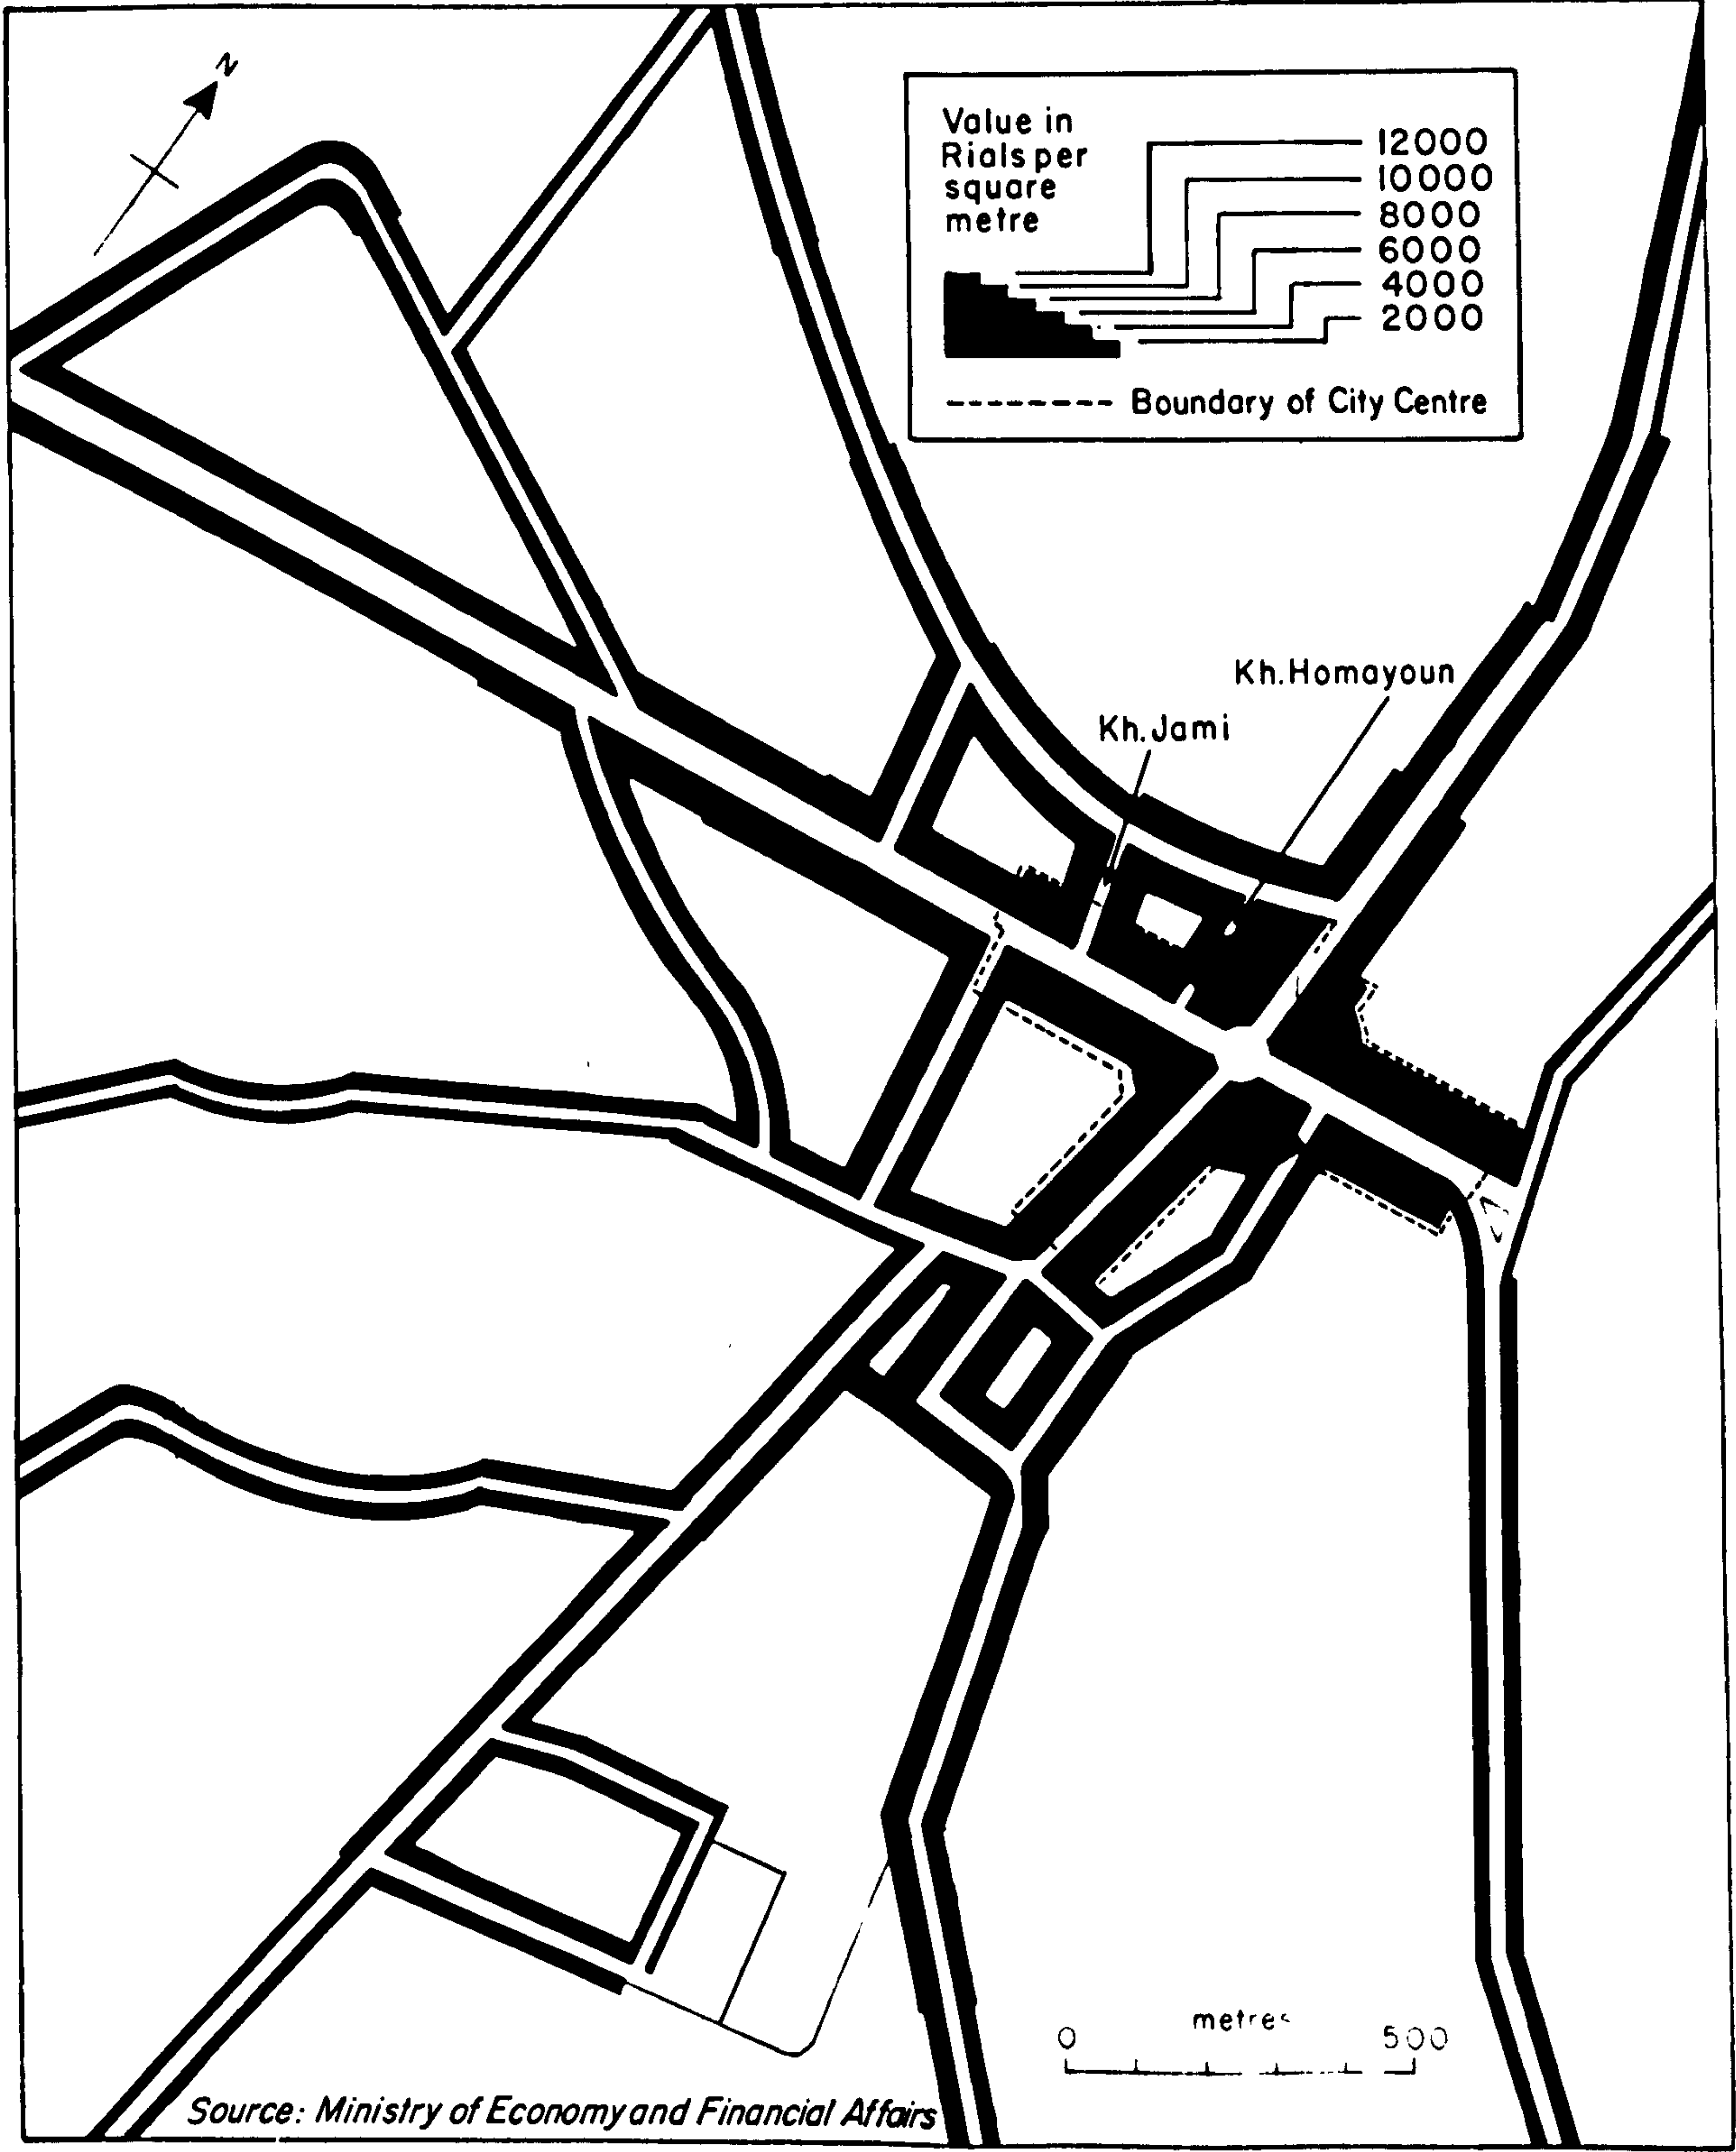 N
Value in
Rials per
square
metre
12000
10000
8000
6000
4000
2000
Boundary of City Centre
Kh. Homayoun
Kh. Jami
metres
0 500
Source: Ministry of Economy and Financial Affairs